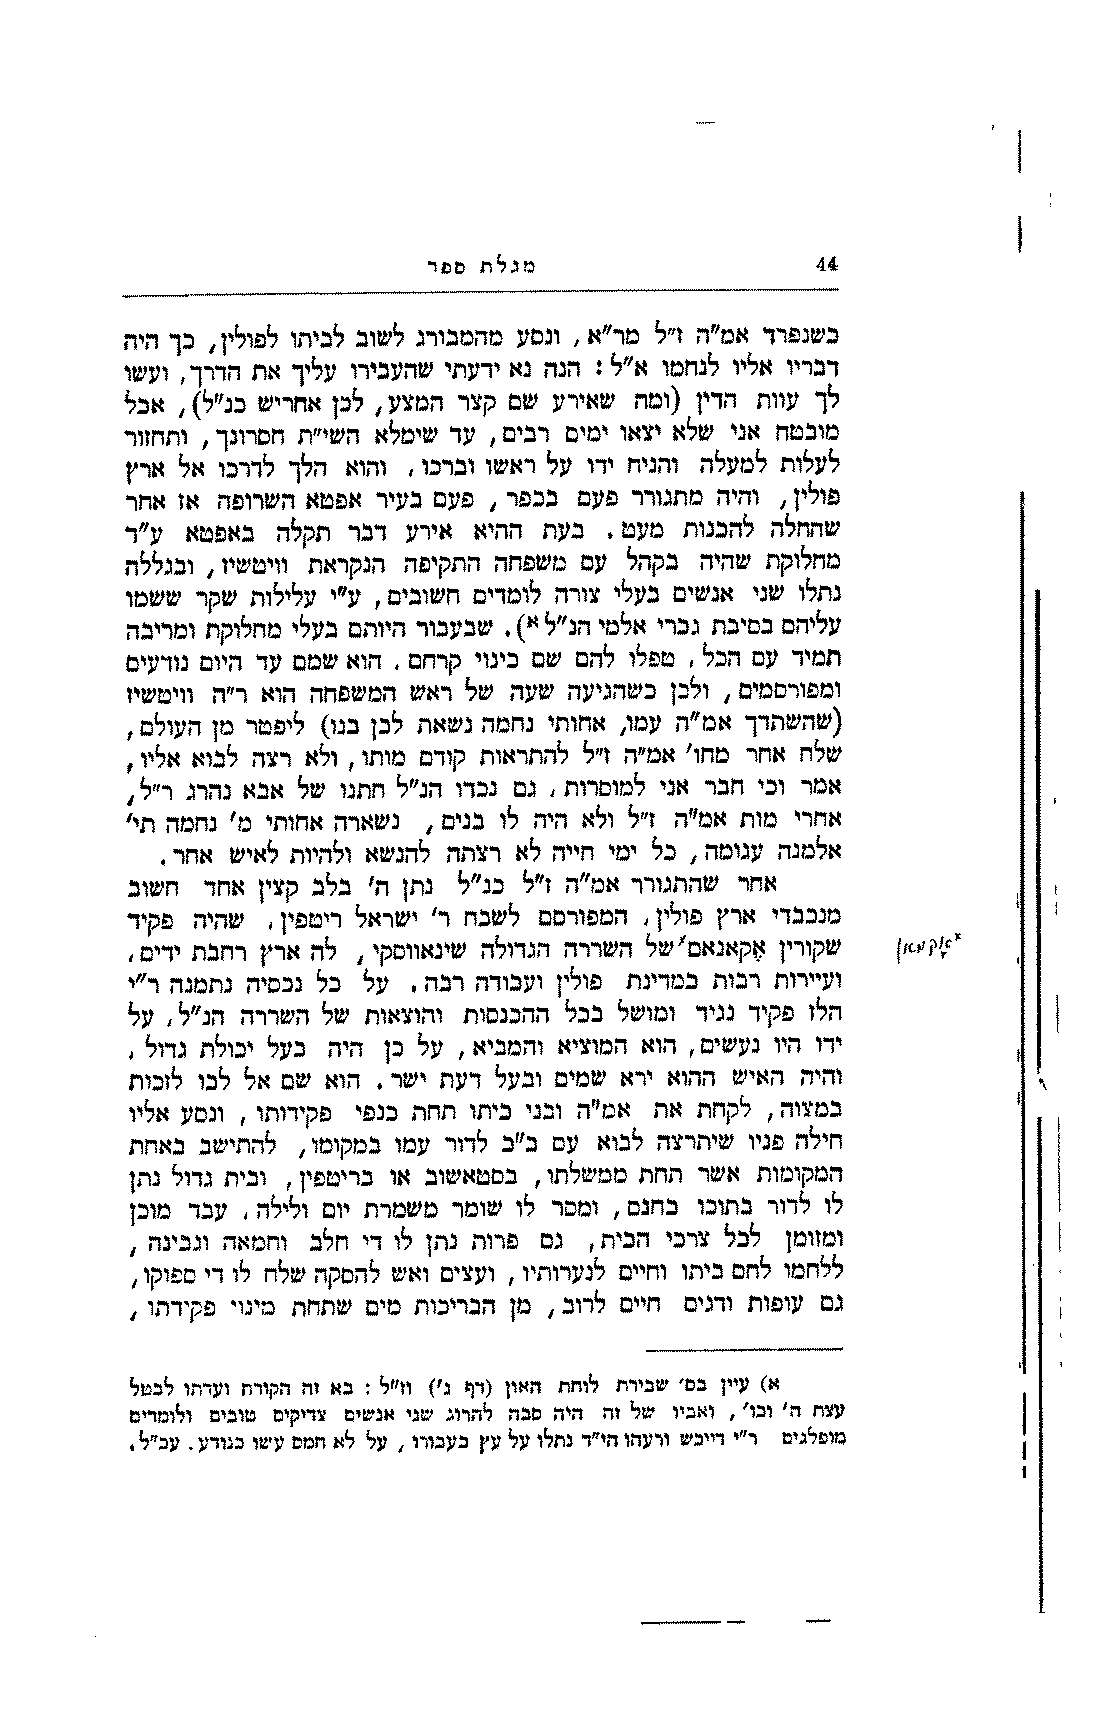 44 מגלת ספר
כשנפרד אמ"ה ז"ל מר"א, ונסע מהמבורג לשוב לביתו לפולין, כך היה
דבריו אליו לנחמו א"ל: הנה נא ידעתי שהעבירו עליך את הדרך, ועשו
לך עוות הדין (ומה שאירע שם קצר המצע, לכן אחריש כנ"ל), אבל
מובטח אני שלא יצאו ימים רבים, עד שימלא השי"ת חסרונך, ותחזור
לעלות למעלה והניח ידו על ראשו וברכו, והוא הלך לדרכו אל ארץ
פולין, והיה מתגורר פעם בכפר, פעם בעיר אפטא השרופה אז אחר
שהחלה להבנות מעט. בעת ההיא אירע דבר תקלה באפטא ע"ד
מחלוקת שהיה בקהל עם משפחה התקיפה הנקראת וויטשיז, ובגללה
נתלו שני אנשים בעלי צורה לומדים חשובים, ע"י עלילות שקר ששמו
עליהם בסיבת גברי אלמי הנ"ל א). שבעבור היותם בעלי מחלוקת ומריבה
תמיד עם הכל, טפלו להם שם כינוי קרחם. הוא שמם עד היום נודעים
ומפורסמים, ולכן כשהגיעה שעה של ראש המשפחה הוא ר"ה וויטשיז
(שהשתדך אמ"ה עמו, אחותי נחמה נשאת לבן בנו) ליפטר מן העולם,
שלח אחר מחו' אמ"ה ז"ל להתראות קודם מותו, ולא רצה לבוא אליו,
אמר וכי חבר אני למוסרות, גם נכדו הנ"ל חתנו של אבא נהרג ר"ל,
אחרי מות אמ"ה ז"ל ולא היה לו בנים, נשארה אחותי מ' נחמה תי'
אלמנה עגומה, כל ימי חייה לא רצתה להנשא ולהיות לאיש אחר.
אחר שהתגורר אמ"ה ז"ל כנ"ל נתן ה' בלב קצין אחד חשוב
מנכבדי ארץ פולין, המפורסם לשבח ר' ישראל ריטפין, שהיה פקיד
שקורין אֶקאנאם של השררה הגדולה שינאווסקי, לה ארץ רחבת ידים,
ועיירות רבות במדינת פולין ועבודה רבה. על כל נכסיה נתמנה ר"י
הלז פקיד נגיד ומושל בכל ההכנסות והוצאות של השררה הנ"ל, על
ידו היו נעשים, הוא המוציא והמביא, על כן היה בעל יכולת גדול,
והיה האיש ההוא ירא שמים ובעל דעת ישר. הוא שם אל לבו לזכות
במצוה, לקחת את אמ"ה ובני ביתו תחת כנפי פקידותו, ונסע אליו
חילה פניו שיתרצה לבוא עם ב"ב לדור עמו במקומו, להתישב באחת
המקומות אשר תחת ממשלתו, בסטאשוב או בריטפין, ובית גדול נתן
לו לדור בתוכו בחנם, ומסר לו שומר משמרת יום ולילה, עבד מוכן
ומזומן לכל צרכי הבית, גם פרות נתן לו די חלב וחמאה וגבינה,
ללחמו לחם ביתו וחיים לנערותיו, ועצים ואש להסקה שלח לו די ספוקו,
גם עופות ודגים חיים לרוב, מן הבריכות מים שתחת מינוי פקידתו,
א) עיין בס' שבירת לוחת האון (דף ג') וז"ל: בא זה הקורח ועדתו לבטל
עצת ה' וכו', ואביו של זה היה סבה להרוג שני אנשים צדיקים טובים ולומדים
מופלגים ר"י דייכש ורעהו הי"ד נתלו על עץ בעבורו, על לא חמס עשו כנודע. עכ"ל.